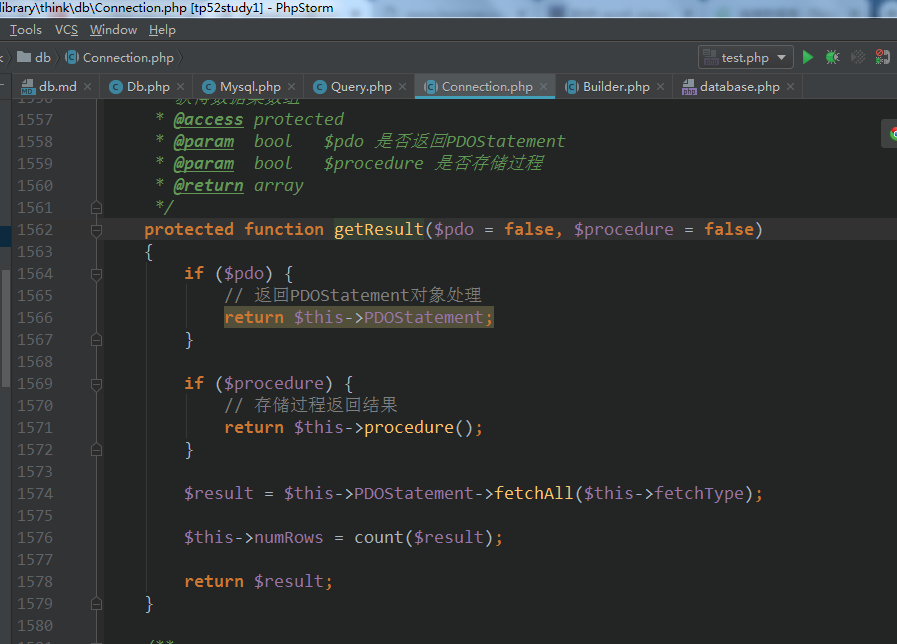 library\think\db\Connection.php [tp52study1] - PhpStorm
Tools VCS Window Help
db Connection.php test.php
db.md Db.php Mysql.php Query.php Connection.php Builder.php database.php
1556 获得数据集数组
1557 * @access protected
1558 * @param bool $pdo 是否返回PDOStatement
1559 * @param bool $procedure 是否存储过程
1560 * @return array
1561 */
1562 protected function getResult($pdo = false, $procedure = false)
1563 {
1564 if ($pdo) {
1565 // 返回PDOStatement对象处理
1566 return $this->PDOStatement;
1567 }
1568
1569 if ($procedure) {
1570 // 存储过程返回结果
1571 return $this->procedure();
1572 }
1573
1574 $result = $this->PDOStatement->fetchAll($this->fetchType);
1575
1576 $this->numRows = count($result);
1577
1578 return $result;
1579 }
1580
1581 /**